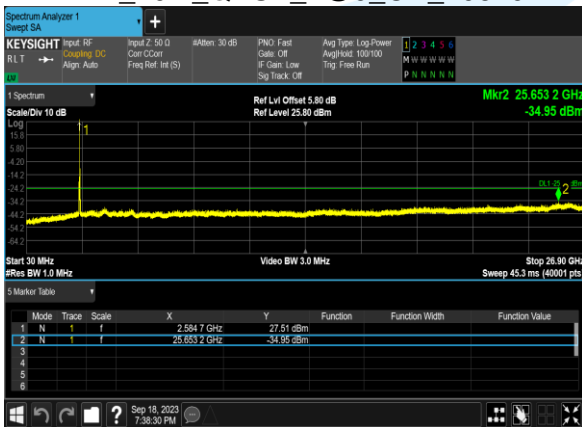 Spectrum Analyzer 1
Swept SA
+
KEYSIGHT Input: RF Input Z: 50 Ω #Atten: 30 dB PNO: Fast Avg Type: Log-Power 1 2 3 4 5 6
RLT Coupling: DC Corr CCorr Gate: Off Avg|Hold: 100/100 M W W W W W
Align: Auto Freq Ref: Int (S) IF Gain: Low Trig: Free Run
LW Sig Track: Off P N N N N N
1 Spectrum Ref Lvl Offset 5.80 dB Mkr2 25.653 2 GHz
Scale/Div 10 dB Ref Level 25.80 dBm -34.95 dBm
Log
15.8
5.80
-4.20
-14.2
-24.2
-34.2
-44.2
-54.2
-64.2
1
DL1 -25 dBm
2
Start 30 MHz Video BW 3.0 MHz Stop 26.90 GHz
#Res BW 1.0 MHz Sweep 45.3 ms (40001 pts
5 Marker Table
Mode Trace Scale X Y Function Function Width Function Value
1 N 1 f 2.584 7 GHz 27.51 dBm
2 N 1 f 25.653 2 GHz -34.95 dBm
3
4
5
6
? Sep 18, 2023
7:38:30 PM